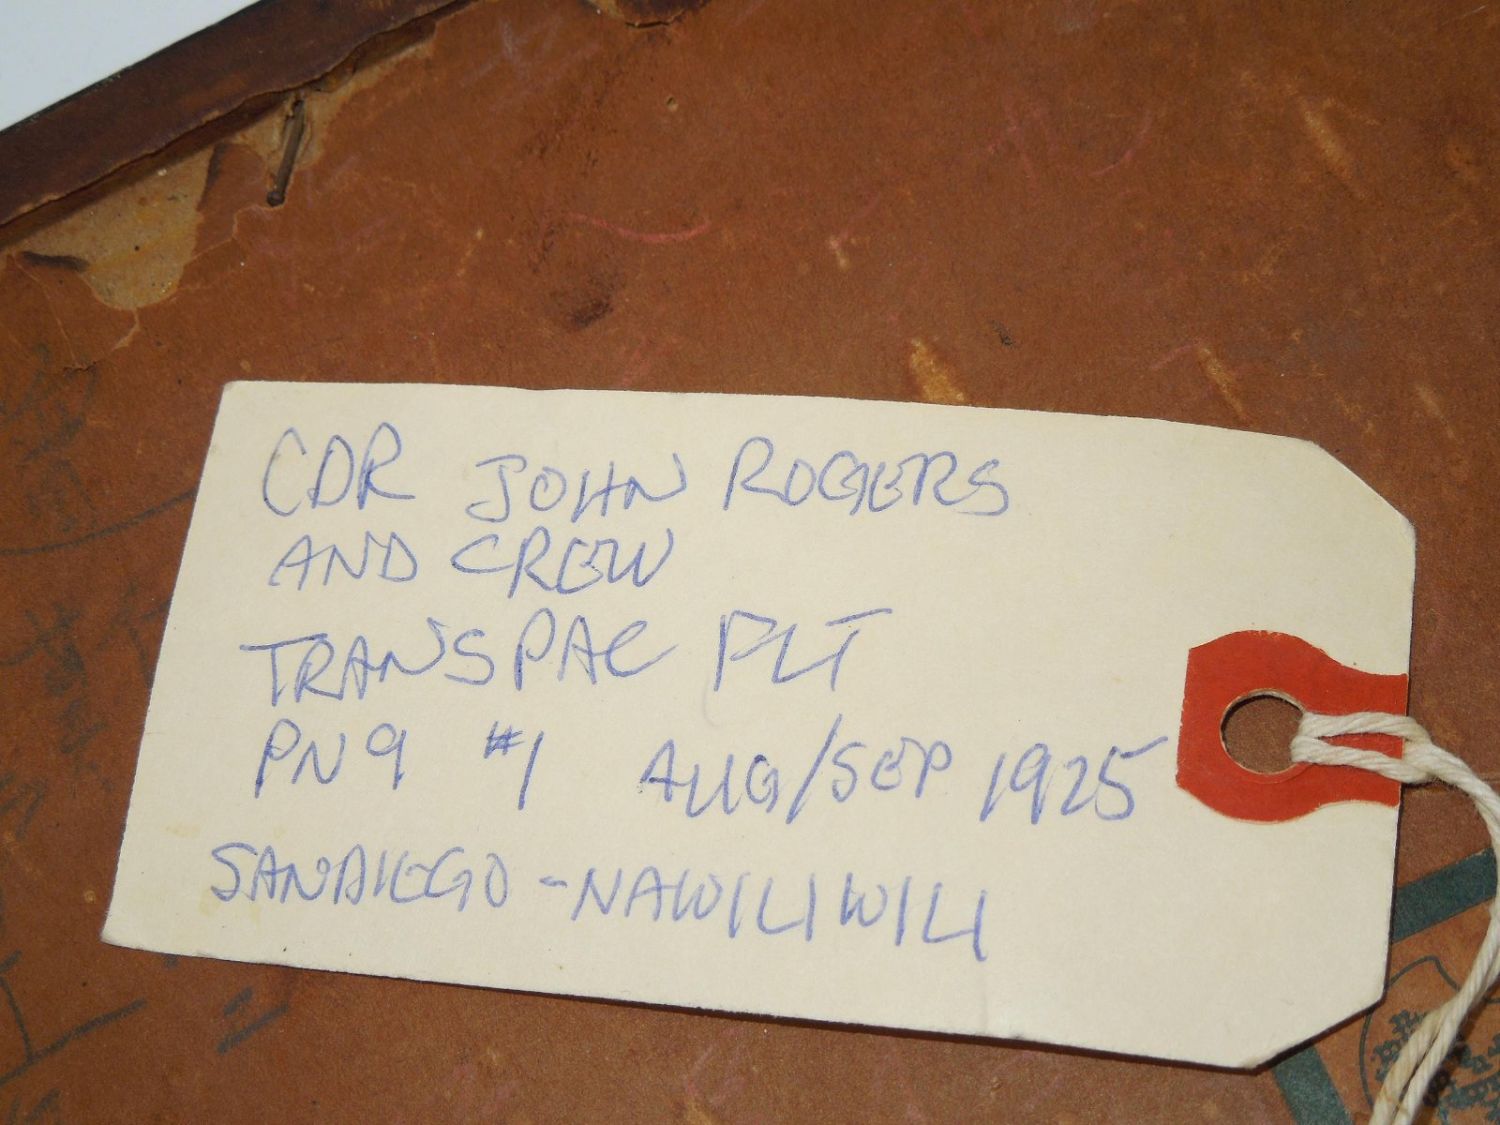 CDR JOHN ROGERS
AND CREW
TRANSPAC FLT
PN9 #1 AUG/SEP 1925
SANDIEGO - NAWILIWILI